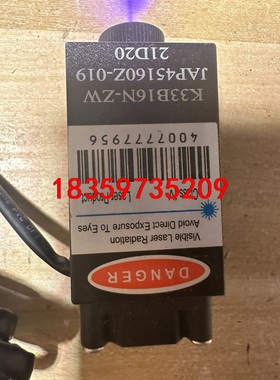 DANGER
Visible Laser Radiation
Avoid Direct Exposure To Eyes
Laser Product
4007777956
K33B16N-ZW
JAP45160Z-019
21D20
18359735209